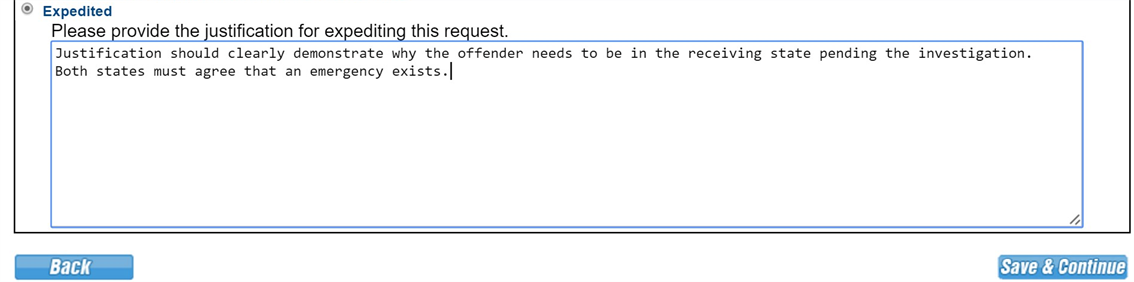 Expedited
Please provide the justification for expediting this request.
Justification should clearly demonstrate why the offender needs to be in the receiving state pending the investigation.
Both states must agree that an emergency exists.
Back
Save & Continue